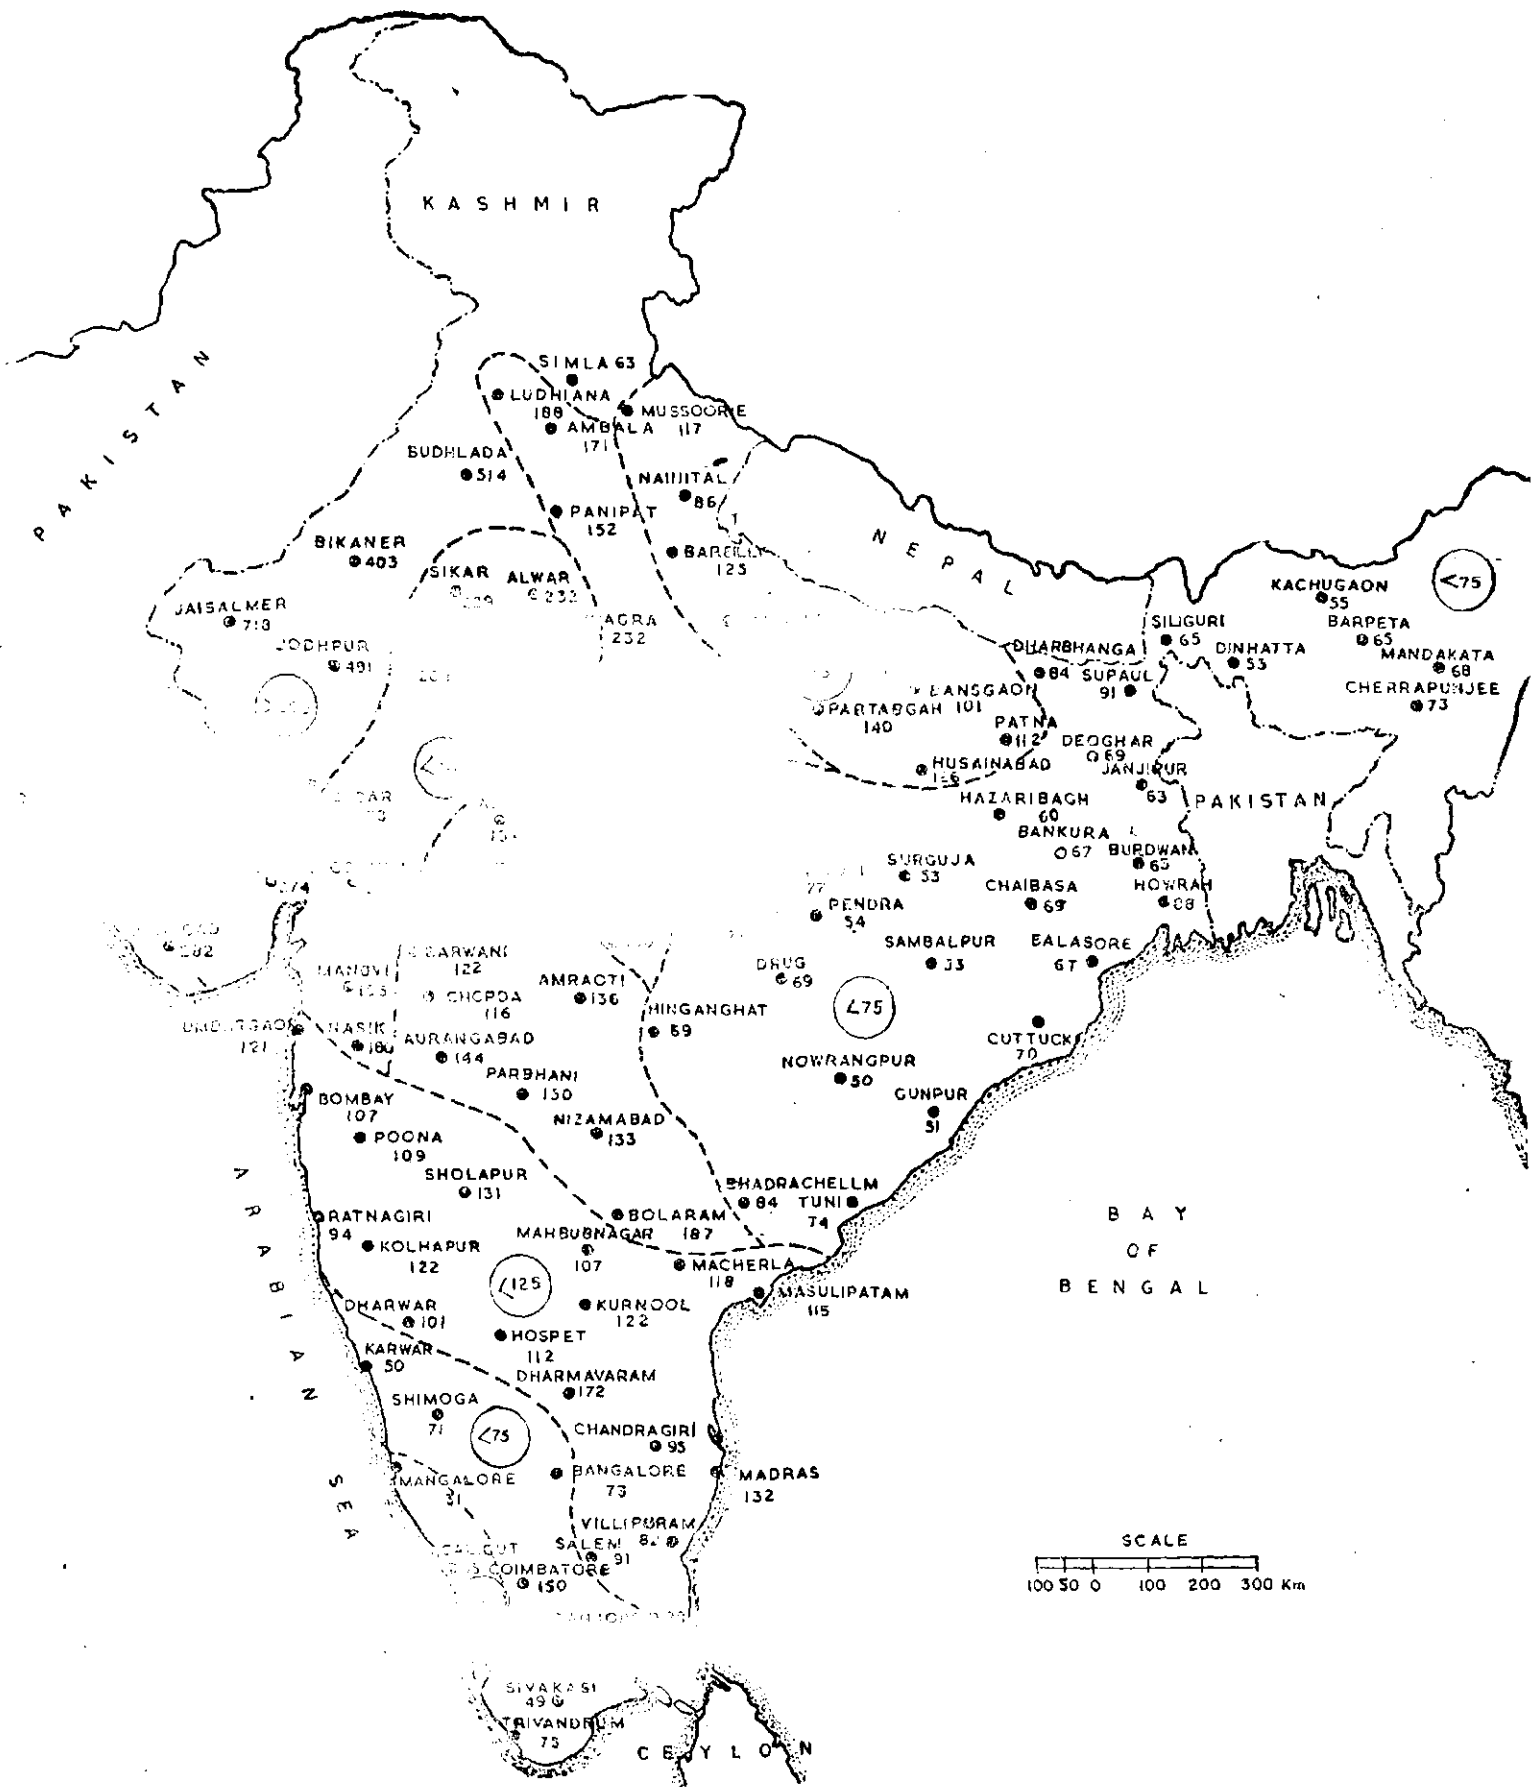 KASHMIR
PAKISTAN
SIMLA 63
LUDHIANA
188
MUSSOORIE
117
AMBALA
171
BUDHLADA
514
NAINITAL
86
PANIPAT
152
BAREILLY
125
BIKANER
403
SIKAR
ALWAR
232
NEPAL
KACHUGAON
55
<75
JAISALMER
718
AGRA
232
SILIGURI
65
BARPETA
65
JODHPUR
491
DHARBHANGA
84
DINHATTA
53
MANDAKATA
68
SUPAUL
91
CHERRAPUNJEE
73
BANSGAON
101
PARTABGAH
140
PATNA
112
DEOGHAR
69
HUSAINABAD
JANJIPUR
63
HAZARIBAGH
60
PAKISTAN
BANKURA
67
BURDWAN
65
SURGUJA
53
CHAIBASA
69
HOWRAH
77
PENDRA
54
SAMBALPUR
33
BALASORE
67
BARWANI
122
DRUG
69
MANDVI
CHOPDA
116
AMRAOTI
136
<75
HINGANGHAT
69
121
NASIK
AURANGABAD
144
CUTTUCK
70
PARBHANI
150
NOWRANGPUR
50
BOMBAY
107
GUNPUR
51
NIZAMABAD
133
POONA
109
SHOLAPUR
131
BHADRACHELLM
84
TUNI
74
RATNAGIRI
94
BOLARAM
187
MAHBUBNAGAR
107
KOLHAPUR
122
MACHERLA
118
BAY
OF
BENGAL
<125
MASULIPATAM
115
DHARWAR
101
KURNOOL
122
HOSPET
112
KARWAR
50
DHARMAVARAM
172
SHIMOGA
71
<75
CHANDRAGIRI
95
ARABIAN SEA
MANGALORE
BANGALORE
73
MADRAS
132
VILLIPURAM
SALEM
91
COIMBATORE
150
SCALE
100 50 0 100 200 300 Km
SIVAKASI
49
TRIVANDRUM
75
CEYLON